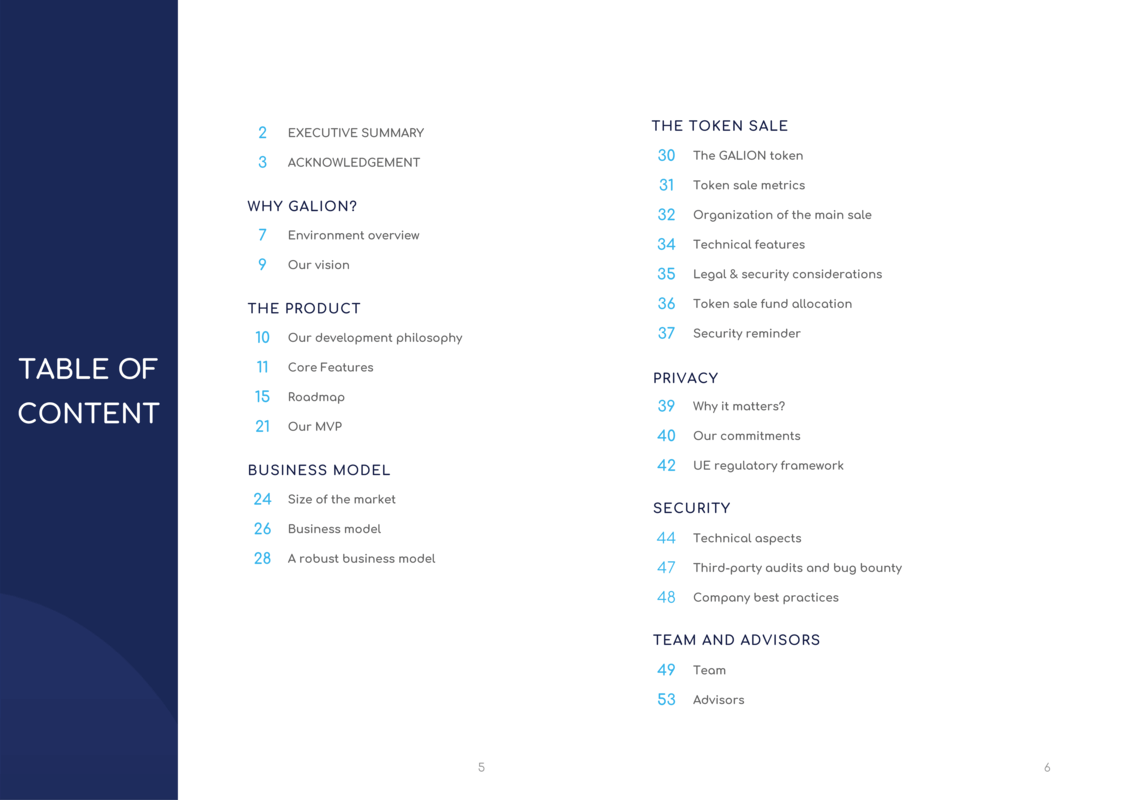 TABLE OF
CONTENT
2 EXECUTIVE SUMMARY
3 ACKNOWLEDGEMENT
WHY GALION?
7 Environment overview
9 Our vision
THE PRODUCT
10 Our development philosophy
11 Core Features
15 Roadmap
21 Our MVP
BUSINESS MODEL
24 Size of the market
26 Business model
28 A robust business model
5
THE TOKEN SALE
30 The GALION token
31 Token sale metrics
32 Organization of the main sale
34 Technical features
35 Legal & security considerations
36 Token sale fund allocation
37 Security reminder
PRIVACY
39 Why it matters?
40 Our commitments
42 UE regulatory framework
SECURITY
44 Technical aspects
47 Third-party audits and bug bounty
48 Company best practices
TEAM AND ADVISORS
49 Team
53 Advisors
6